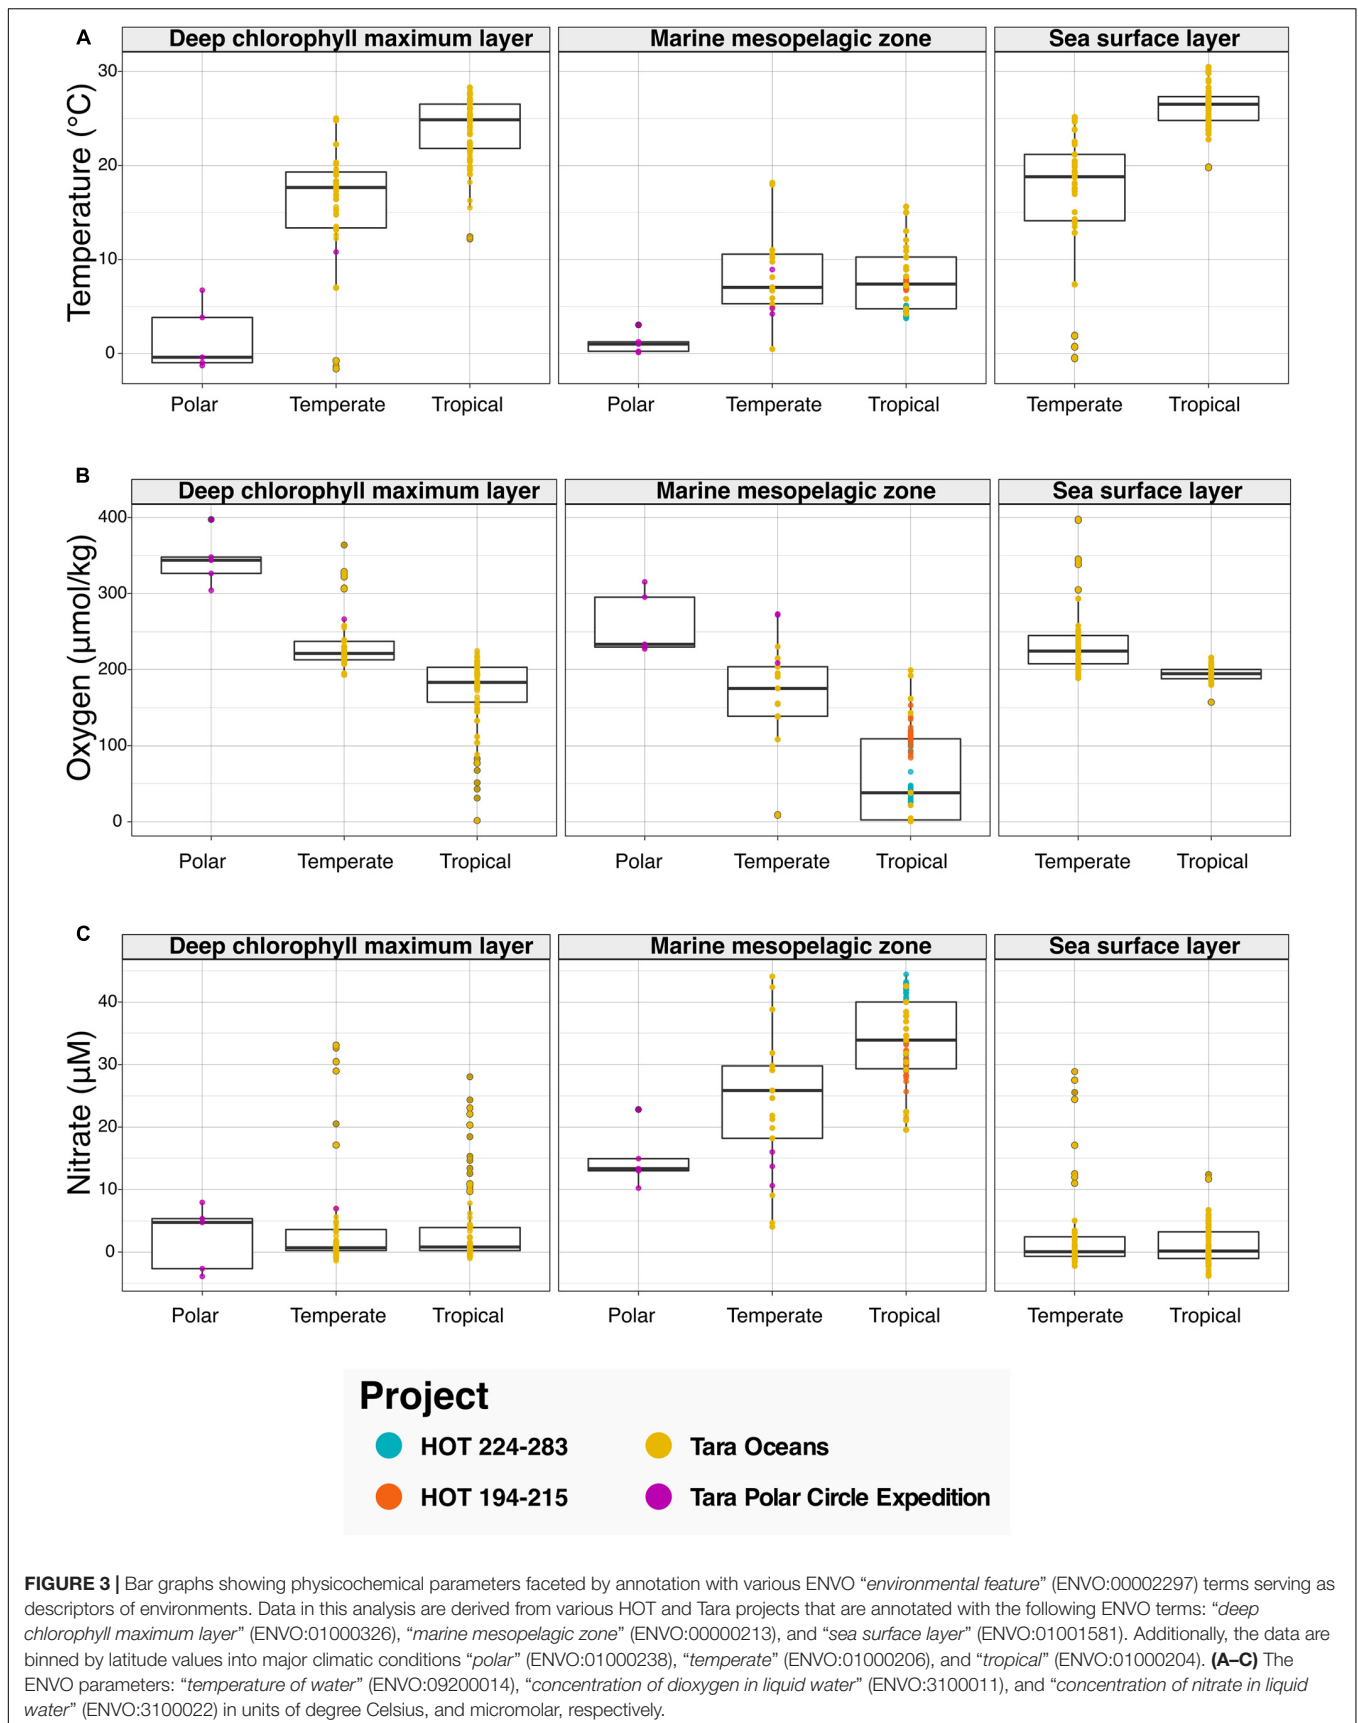 A
Deep chlorophyll maximum layer
Marine mesopelagic zone
Sea surface layer
Temperature (°C)
30
20
10
0
Polar
Temperate
Tropical
Polar
Temperate
Tropical
Temperate
Tropical
B
Deep chlorophyll maximum layer
Marine mesopelagic zone
Sea surface layer
Oxygen (µmol/kg)
400
300
200
100
0
Polar
Temperate
Tropical
Polar
Temperate
Tropical
Temperate
Tropical
C
Deep chlorophyll maximum layer
Marine mesopelagic zone
Sea surface layer
Nitrate (µM)
40
30
20
10
0
Polar
Temperate
Tropical
Polar
Temperate
Tropical
Temperate
Tropical
Project
HOT 224-283
Tara Oceans
HOT 194-215
Tara Polar Circle Expedition
FIGURE 3 | Bar graphs showing physicochemical parameters faceted by annotation with various ENVO “environmental feature” (ENVO:00002297) terms serving as
descriptors of environments. Data in this analysis are derived from various HOT and Tara projects that are annotated with the following ENVO terms: “deep
chlorophyll maximum layer” (ENVO:01000326), “marine mesopelagic zone” (ENVO:00000213), and “sea surface layer” (ENVO:01001581). Additionally, the data are
binned by latitude values into major climatic conditions “polar” (ENVO:01000238), “temperate” (ENVO:01000206), and “tropical” (ENVO:01000204). (A–C) The
ENVO parameters: “temperature of water” (ENVO:09200014), “concentration of dioxygen in liquid water” (ENVO:3100011), and “concentration of nitrate in liquid
water” (ENVO:3100022) in units of degree Celsius, and micromolar, respectively.